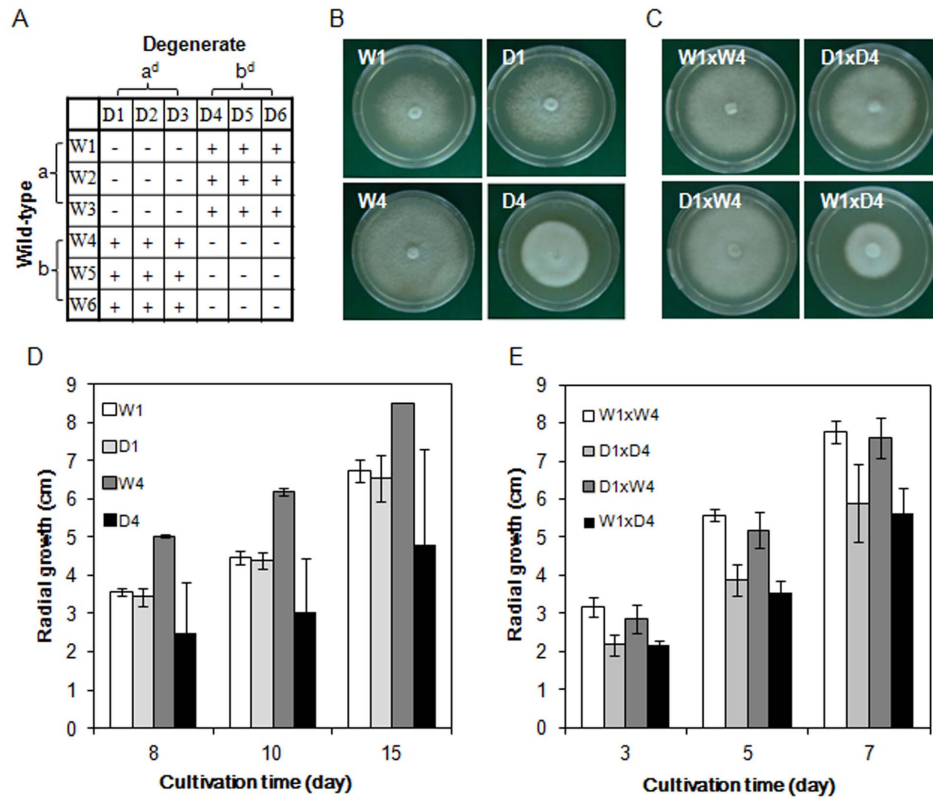 A
Degenerate
aᵈ bᵈ
D1 D2 D3 D4 D5 D6
Wild-type
a
b
W1 - - - + + +
W2 - - - + + +
W3 - - - + + +
W4 + + + - - -
W5 + + + - - -
W6 + + + - - -
B
W1
D1
W4
D4
C
W1xW4
D1xD4
D1xW4
W1xD4
D
Radial growth (cm)
9
8
7
6
5
4
3
2
1
0
W1
D1
W4
D4
8 10 15
Cultivation time (day)
E
Radial growth (cm)
9
8
7
6
5
4
3
2
1
0
W1xW4
D1xD4
D1xW4
W1xD4
3 5 7
Cultivation time (day)